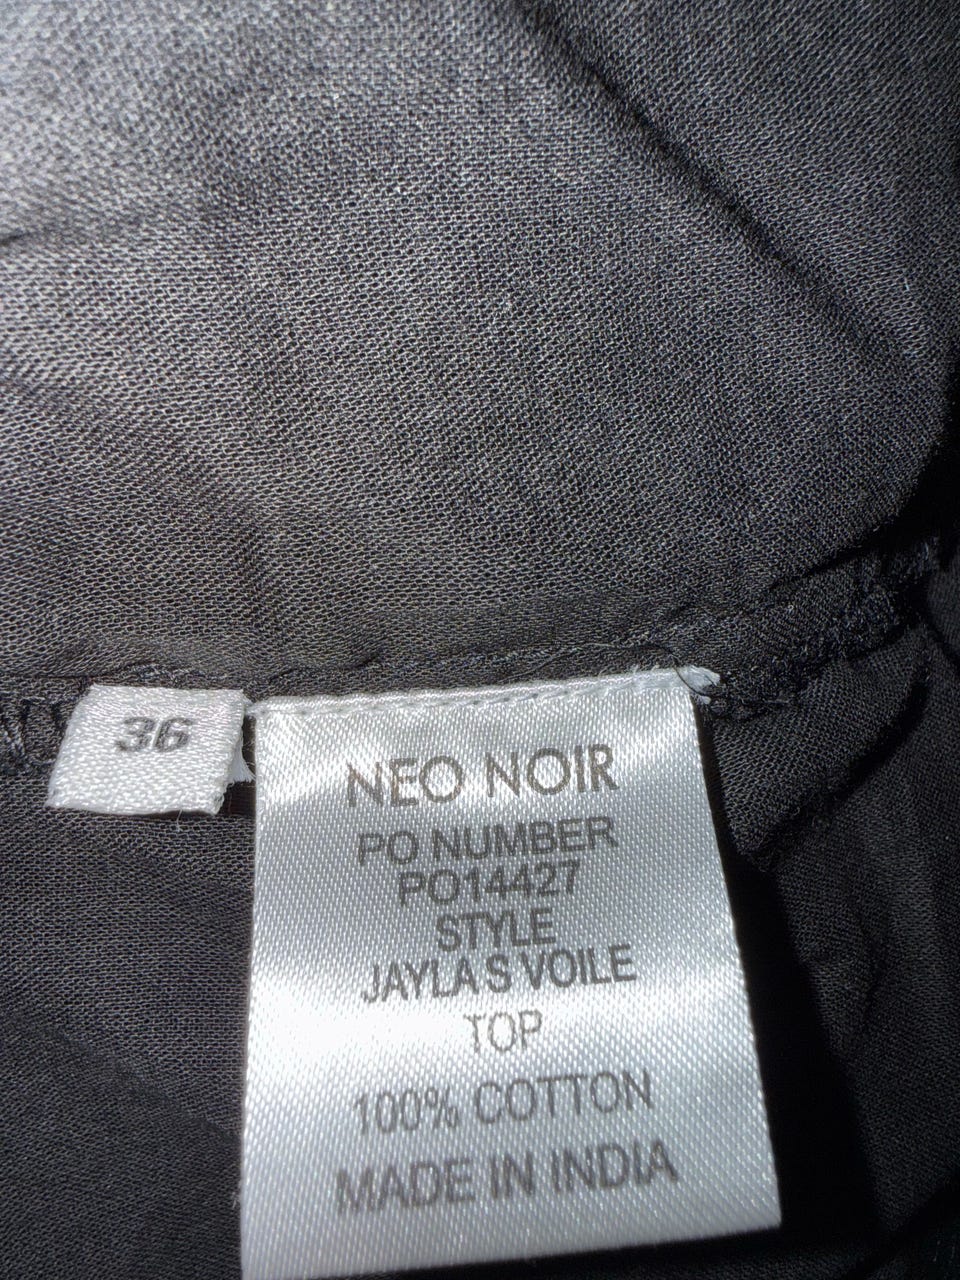 36
NEO NOIR
PO NUMBER
PO14427
STYLE
JAYLA S VOILE
TOP
100% COTTON
MADE IN INDIA